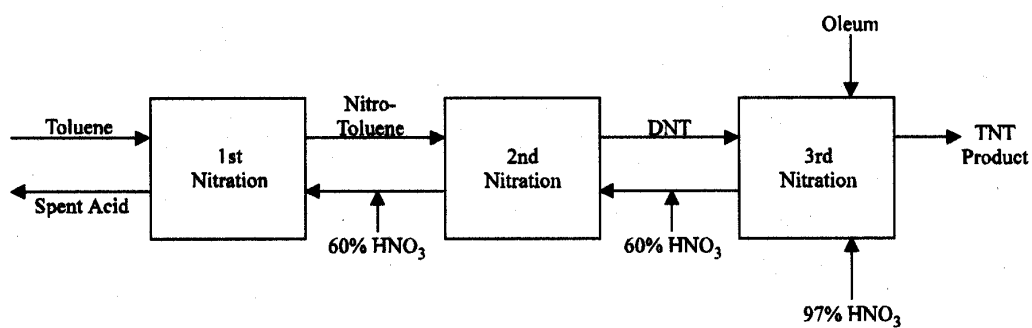 Oleum
Toluene
Nitro-
Toluene
DNT
TNT
Product
1st
Nitration
2nd
Nitration
3rd
Nitration
Spent Acid
60% HNO₃
60% HNO₃
97% HNO₃